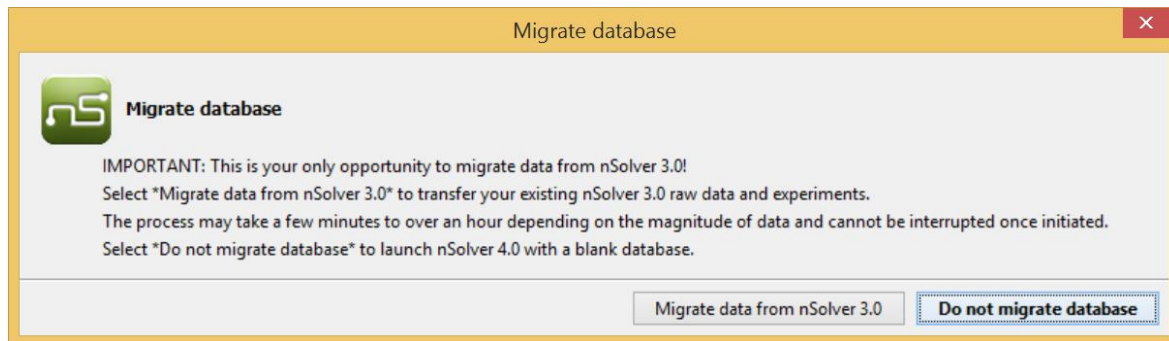 Migrate database
nS
Migrate database
IMPORTANT: This is your only opportunity to migrate data from nSolver 3.0!
Select *Migrate data from nSolver 3.0* to transfer your existing nSolver 3.0 raw data and experiments.
The process may take a few minutes to over an hour depending on the magnitude of data and cannot be interrupted once initiated.
Select *Do not migrate database* to launch nSolver 4.0 with a blank database.
Migrate data from nSolver 3.0 Do not migrate database